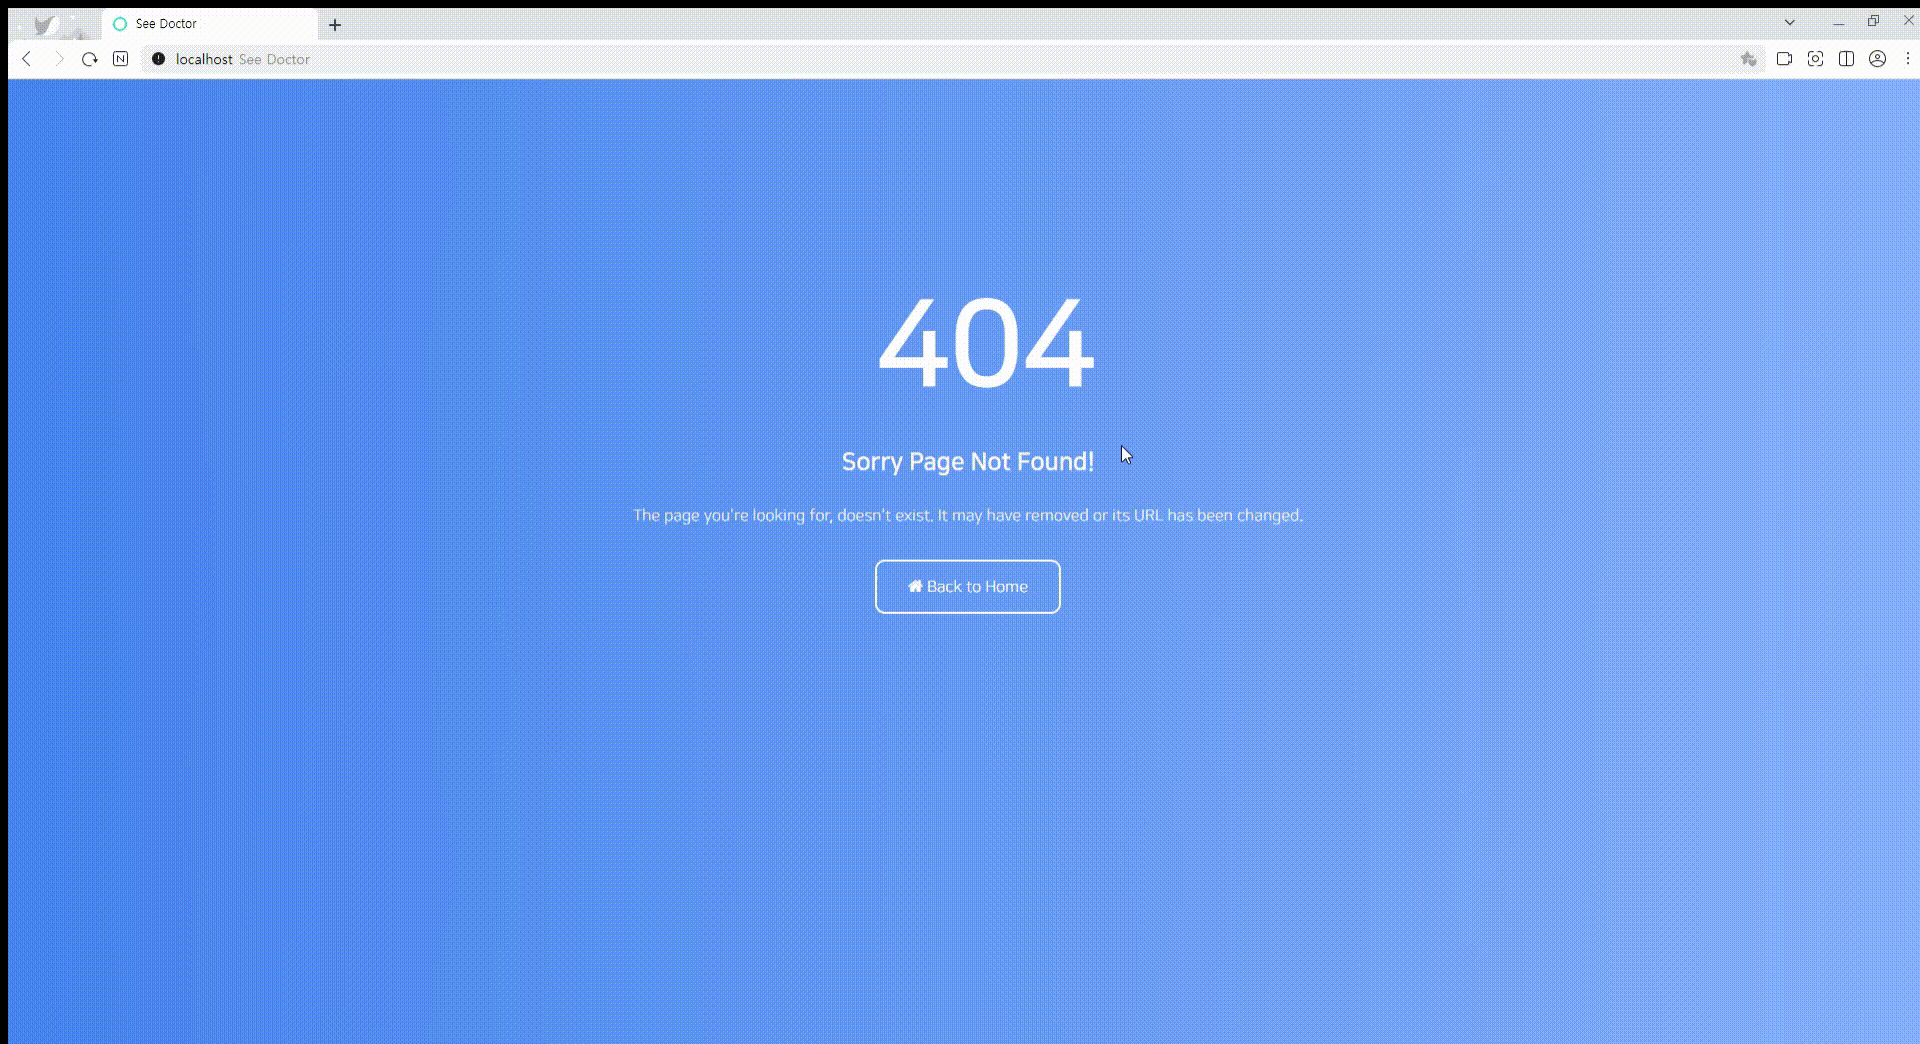 See Doctor
N localhost See Doctor
404
Sorry Page Not Found!
The page you're looking for, doesn't exist. It may have removed or its URL has been changed.
Back to Home